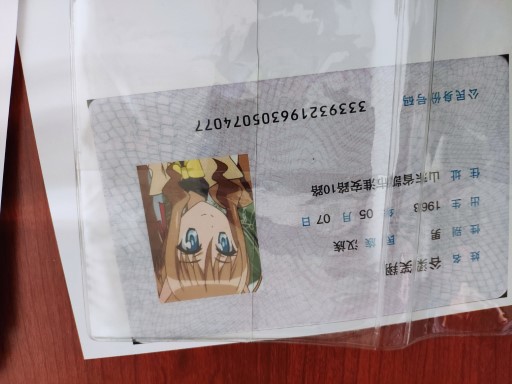 姓名 谷梁笑翔
性别 男 民族 汉族
出生 1963 年 05 月 07 日
住址 山东省凯市淮安路10路
公民身份号码 333932196305074077